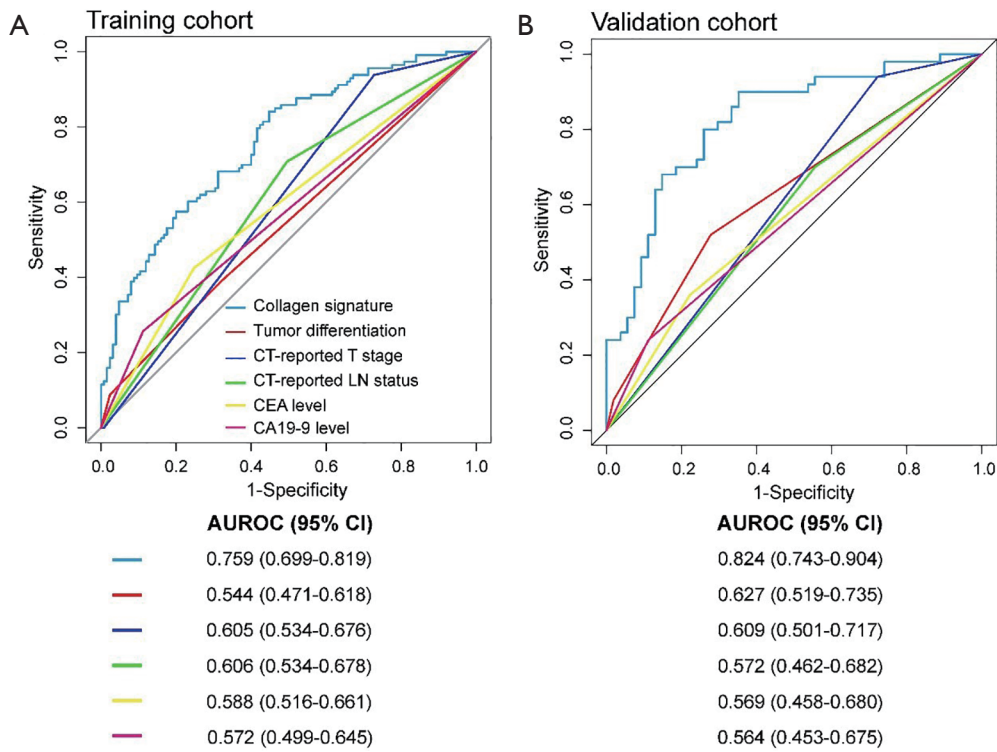 A Training cohort
1.0
0.8
0.6
0.4
0.2
0.0
Sensitivity
Collagen signature
Tumor differentiation
CT-reported T stage
CT-reported LN status
CEA level
CA19-9 level
0.0 0.2 0.4 0.6 0.8 1.0
1-Specificity
AUROC (95% CI)
0.759 (0.699-0.819)
0.544 (0.471-0.618)
0.605 (0.534-0.676)
0.606 (0.534-0.678)
0.588 (0.516-0.661)
0.572 (0.499-0.645)
B Validation cohort
1.0
0.8
0.6
0.4
0.2
0.0
Sensitivity
0.0 0.2 0.4 0.6 0.8 1.0
1-Specificity
AUROC (95% CI)
0.824 (0.743-0.904)
0.627 (0.519-0.735)
0.609 (0.501-0.717)
0.572 (0.462-0.682)
0.569 (0.458-0.680)
0.564 (0.453-0.675)